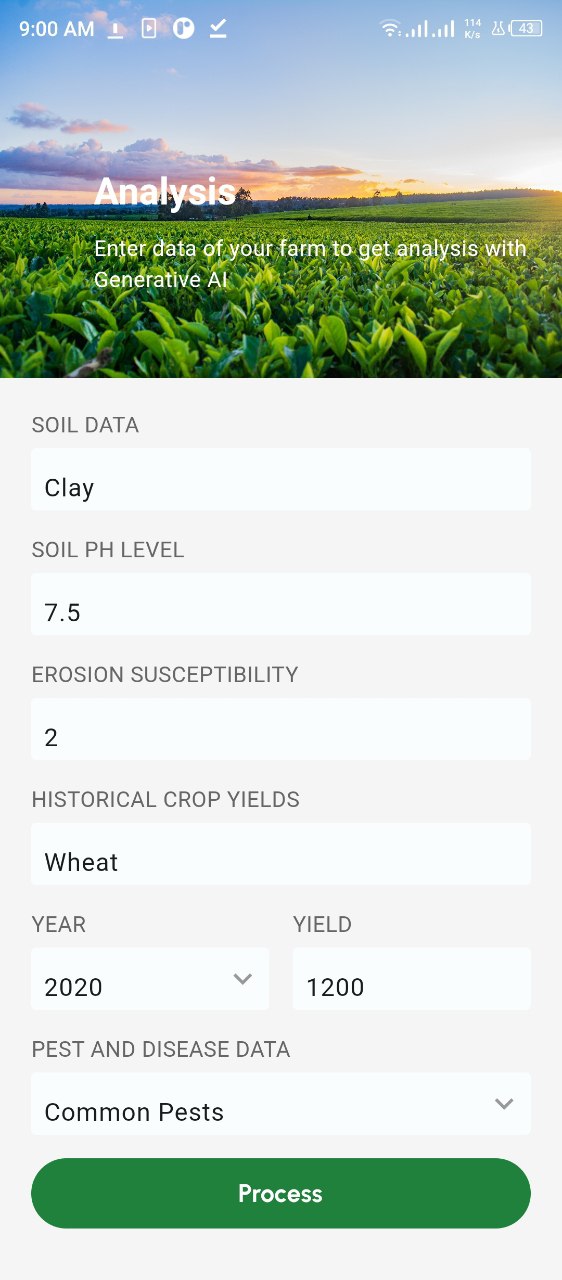 9:00 AM
114
K/s
43
Analysis
Enter data of your farm to get analysis with
Generative AI
SOIL DATA
Clay
SOIL PH LEVEL
7.5
EROSION SUSCEPTIBILITY
2
HISTORICAL CROP YIELDS
Wheat
YEAR YIELD
2020 1200
PEST AND DISEASE DATA
Common Pests
Process